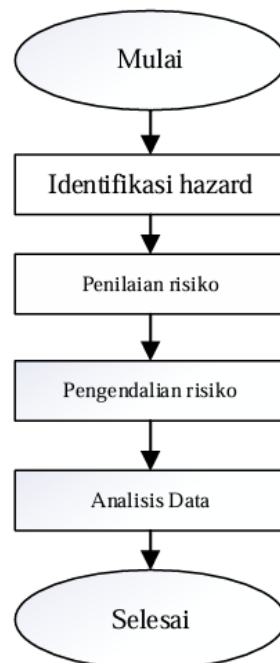 Mulai
Identifikasi hazard
Penilaian risiko
Pengendalian risiko
Analisis Data
Selesai